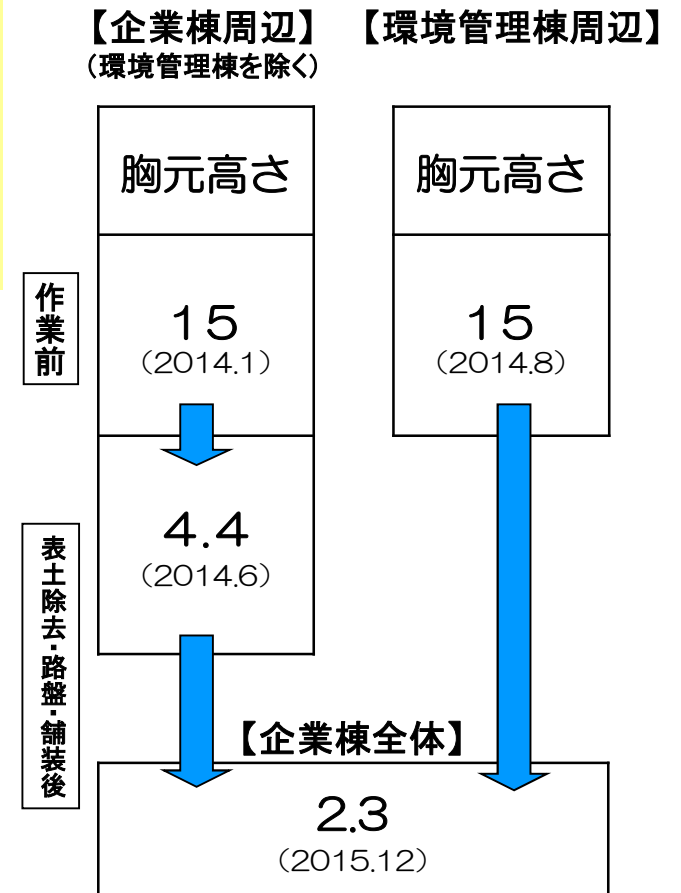 【企業棟周辺】
（環境管理棟を除く）
【環境管理棟周辺】
胸元高さ
胸元高さ
作業前
１５
（2014.1）
１５
（2014.8）
表土除去・路盤・舗装後
４.４
（2014.6）
【企業棟全体】
2.3
（2015.12）